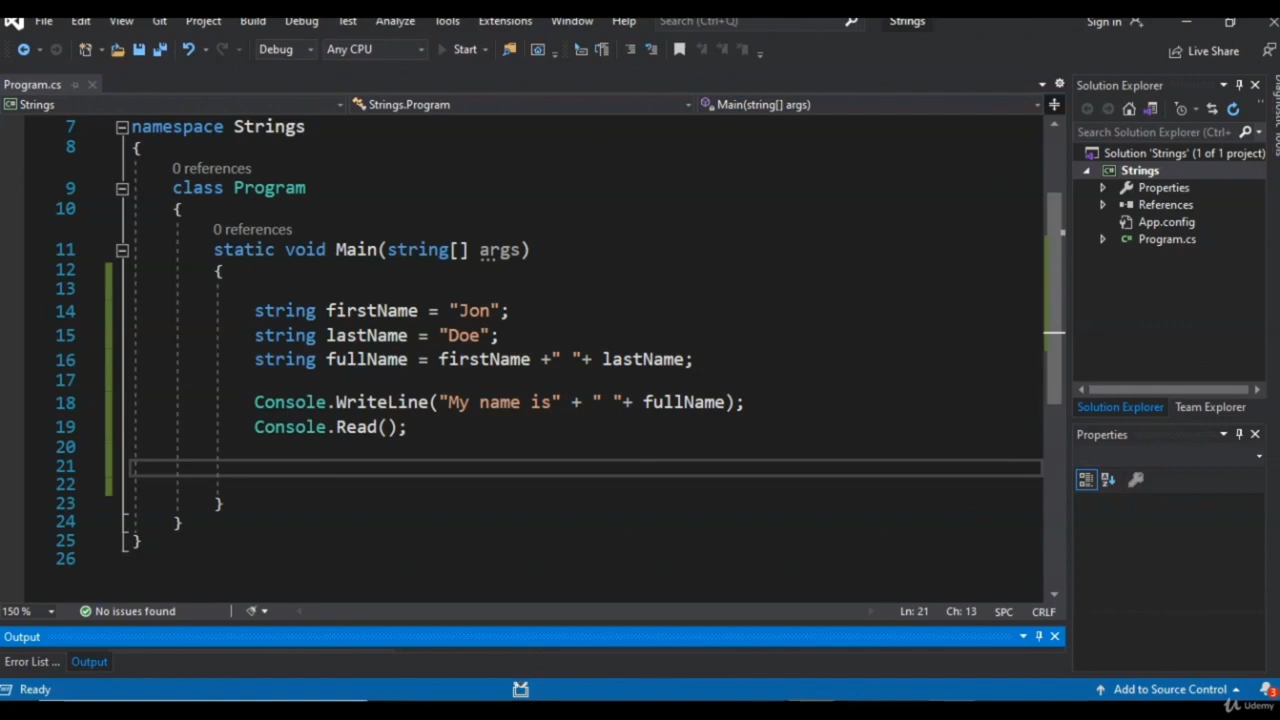 File Edit View Git Project Build Debug Test Analyze Tools Extensions Window Help Search (Ctrl+Q) Strings Sign in
Debug Any CPU Start Live Share
Program.cs
Strings Strings.Program Main(string[] args)
7 namespace Strings
8 {
0 references
9 class Program
10 {
0 references
11 static void Main(string[] args)
12 {
13
14 string firstName = "Jon";
15 string lastName = "Doe";
16 string fullName = firstName +" "+ lastName;
17
18 Console.WriteLine("My name is" + " "+ fullName);
19 Console.Read();
20
21
22
23 }
24 }
25 }
26
150 % No issues found Ln: 21 Ch: 13 SPC CRLF
Output
Error List ... Output
Ready Add to Source Control 3
Solution Explorer
Search Solution Explorer (Ctrl+
Solution 'Strings' (1 of 1 project)
Strings
Properties
References
App.config
Program.cs
Solution Explorer Team Explorer
Properties
Diagnostic Tools
Udemy